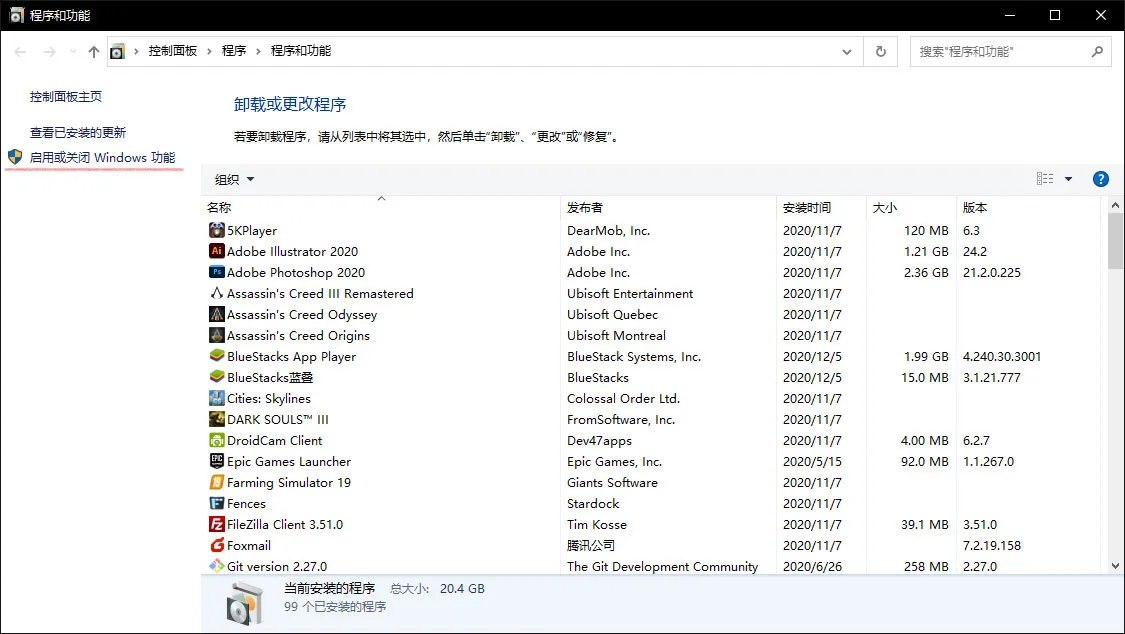 程序和功能
控制面板 > 程序 > 程序和功能
搜索"程序和功能"
控制面板主页
查看已安装的更新
启用或关闭 Windows 功能
卸载或更改程序
若要卸载程序，请从列表中将其选中，然后单击“卸载”、“更改”或“修复”。
组织
名称 发布者 安装时间 大小 版本
5KPlayer DearMob, Inc. 2020/11/7 120 MB 6.3
Adobe Illustrator 2020 Adobe Inc. 2020/11/7 1.21 GB 24.2
Adobe Photoshop 2020 Adobe Inc. 2020/11/7 2.36 GB 21.2.0.225
Assassin's Creed III Remastered Ubisoft Entertainment 2020/11/7
Assassin's Creed Odyssey Ubisoft Quebec 2020/11/7
Assassin's Creed Origins Ubisoft Montreal 2020/11/7
BlueStacks App Player BlueStack Systems, Inc. 2020/12/5 1.99 GB 4.240.30.3001
BlueStacks蓝叠 BlueStacks 2020/12/5 15.0 MB 3.1.21.777
Cities: Skylines Colossal Order Ltd. 2020/11/7
DARK SOULS™ III FromSoftware, Inc. 2020/11/7
DroidCam Client Dev47apps 2020/11/7 4.00 MB 6.2.7
Epic Games Launcher Epic Games, Inc. 2020/5/15 92.0 MB 1.1.267.0
Farming Simulator 19 Giants Software 2020/11/7
Fences Stardock 2020/11/7
FileZilla Client 3.51.0 Tim Kosse 2020/11/7 39.1 MB 3.51.0
Foxmail 腾讯公司 2020/11/7 7.2.19.158
Git version 2.27.0 The Git Development Community 2020/6/26 258 MB 2.27.0
当前安装的程序 总大小: 20.4 GB
99 个已安装的程序